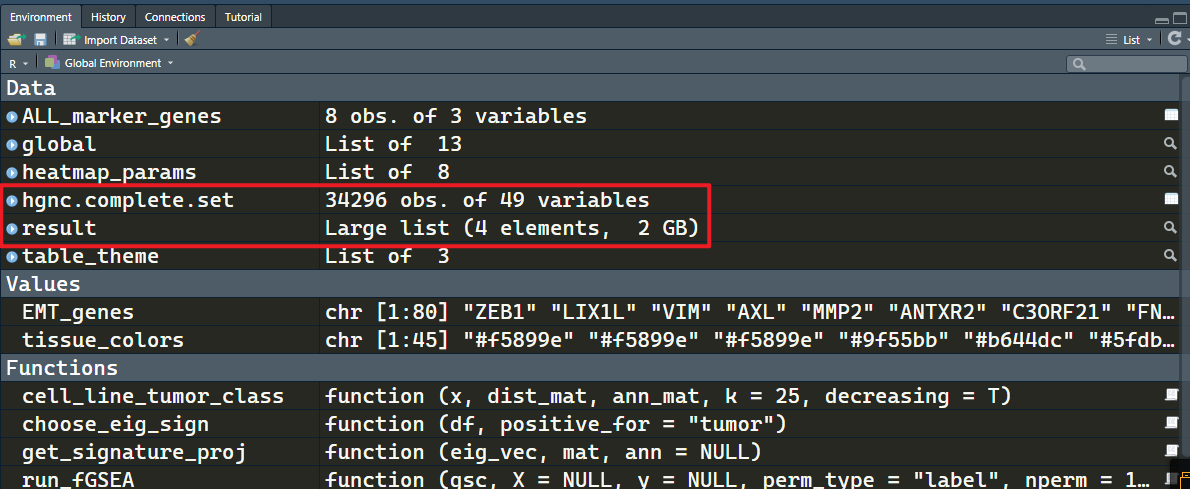 Environment History Connections Tutorial
Import Dataset List
R Global Environment
Data
ALL_marker_genes 8 obs. of 3 variables
global List of 13
heatmap_params List of 8
hgnc.complete.set 34296 obs. of 49 variables
result Large list (4 elements, 2 GB)
table_theme List of 3
Values
EMT_genes chr [1:80] "ZEB1" "LIX1L" "VIM" "AXL" "MMP2" "ANTXR2" "C3ORF21" "FN…
tissue_colors chr [1:45] "#f5899e" "#f5899e" "#f5899e" "#9f55bb" "#b644dc" "#5fdb…
Functions
cell_line_tumor_class function (x, dist_mat, ann_mat, k = 25, decreasing = T)
choose_eig_sign function (df, positive_for = "tumor")
get_signature_proj function (eig_vec, mat, ann = NULL)
run_fGSEA function (gsc, X = NULL, y = NULL, perm_type = "label", nperm = 1…